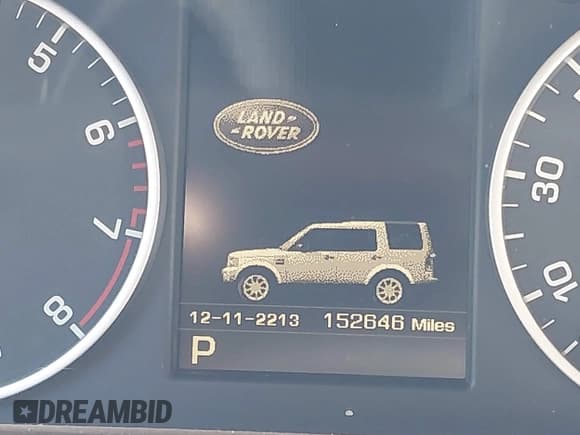 5
6
7
8
LAND
ROVER
30
10
12-11-2213 152646 Miles
P
DREAMBID